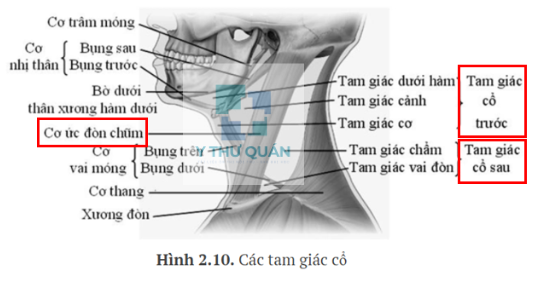 Cơ trâm móng
Cơ nhị thân
Bụng sau
Bụng trước
Bờ dưới
thân xương hàm dưới
Cơ ức đòn chũm
Cơ vai móng
Bụng trên
Bụng dưới
Cơ thang
Xương đòn
Tam giác dưới hàm
Tam giác cảnh
Tam giác cơ
Tam giác cổ trước
Tam giác chẩm
Tam giác vai đòn
Tam giác cổ sau
Y THƯ QUÁN
Hình 2.10. Các tam giác cổ